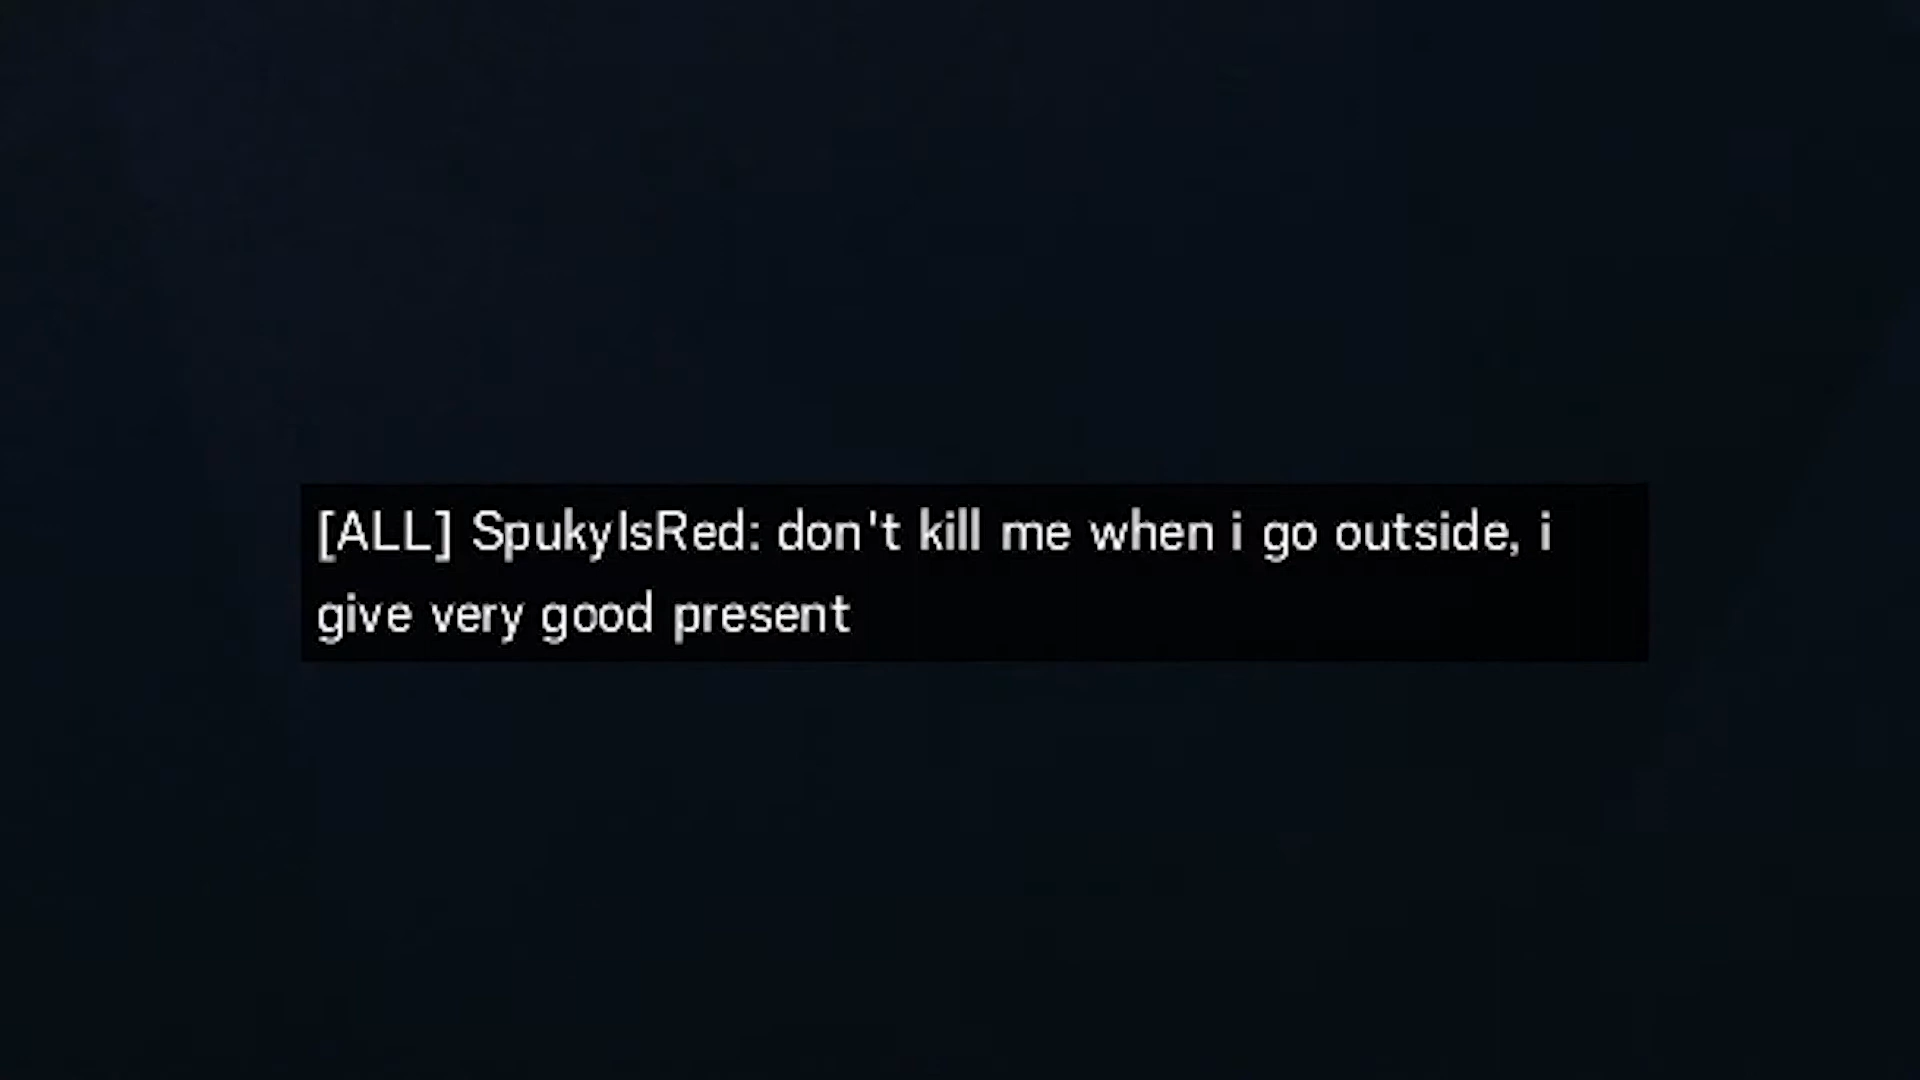 [ALL] SpukyIsRed: don't kill me when i go outside, i
give very good present